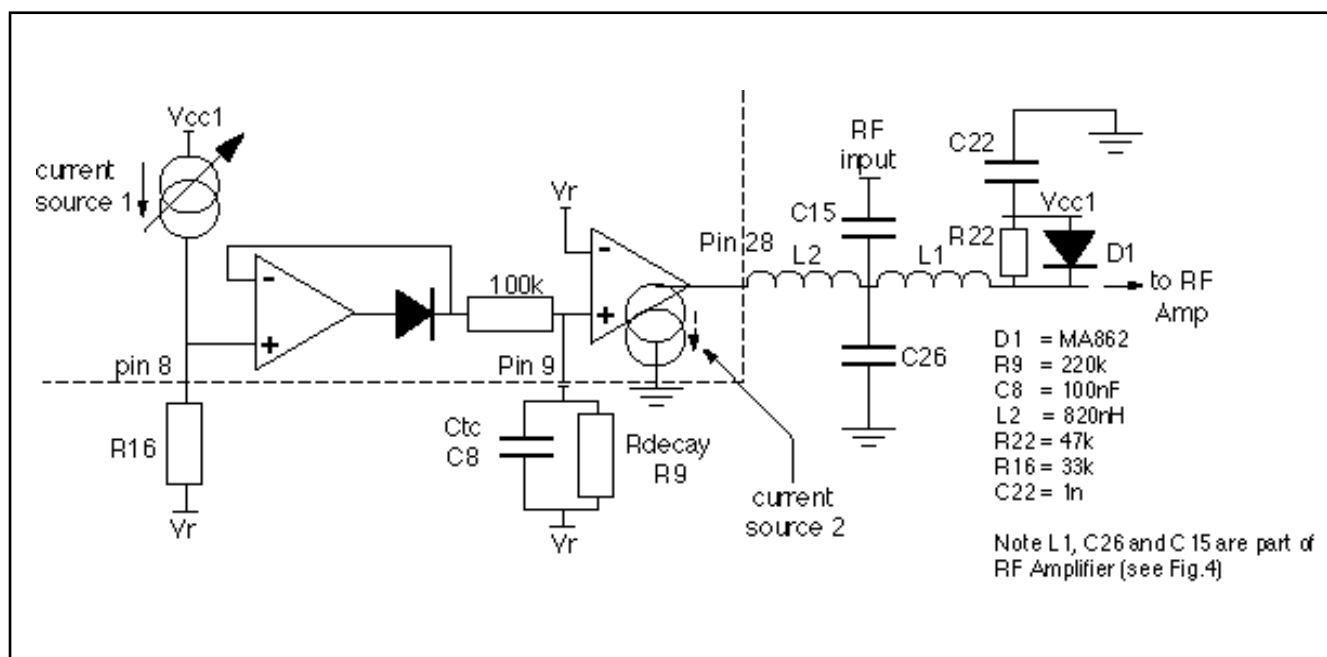 Vcc1
current
source 1
-
+
pin 8
R16
Vr
100k
Pin 9
Ctc
C8
Rdecay
R9
Vr
Vr
-
+
current
source 2
Pin 28
L2
RF
input
C15
C26
L1
C22
Vcc1
R22
D1
to RF
Amp
D1 = MA862
R9 = 220k
C8 = 100nF
L2 = 820nH
R22 = 47k
R16 = 33k
C22 = 1n
Note L1, C26 and C15 are part of
RF Amplifier (see Fig.4)